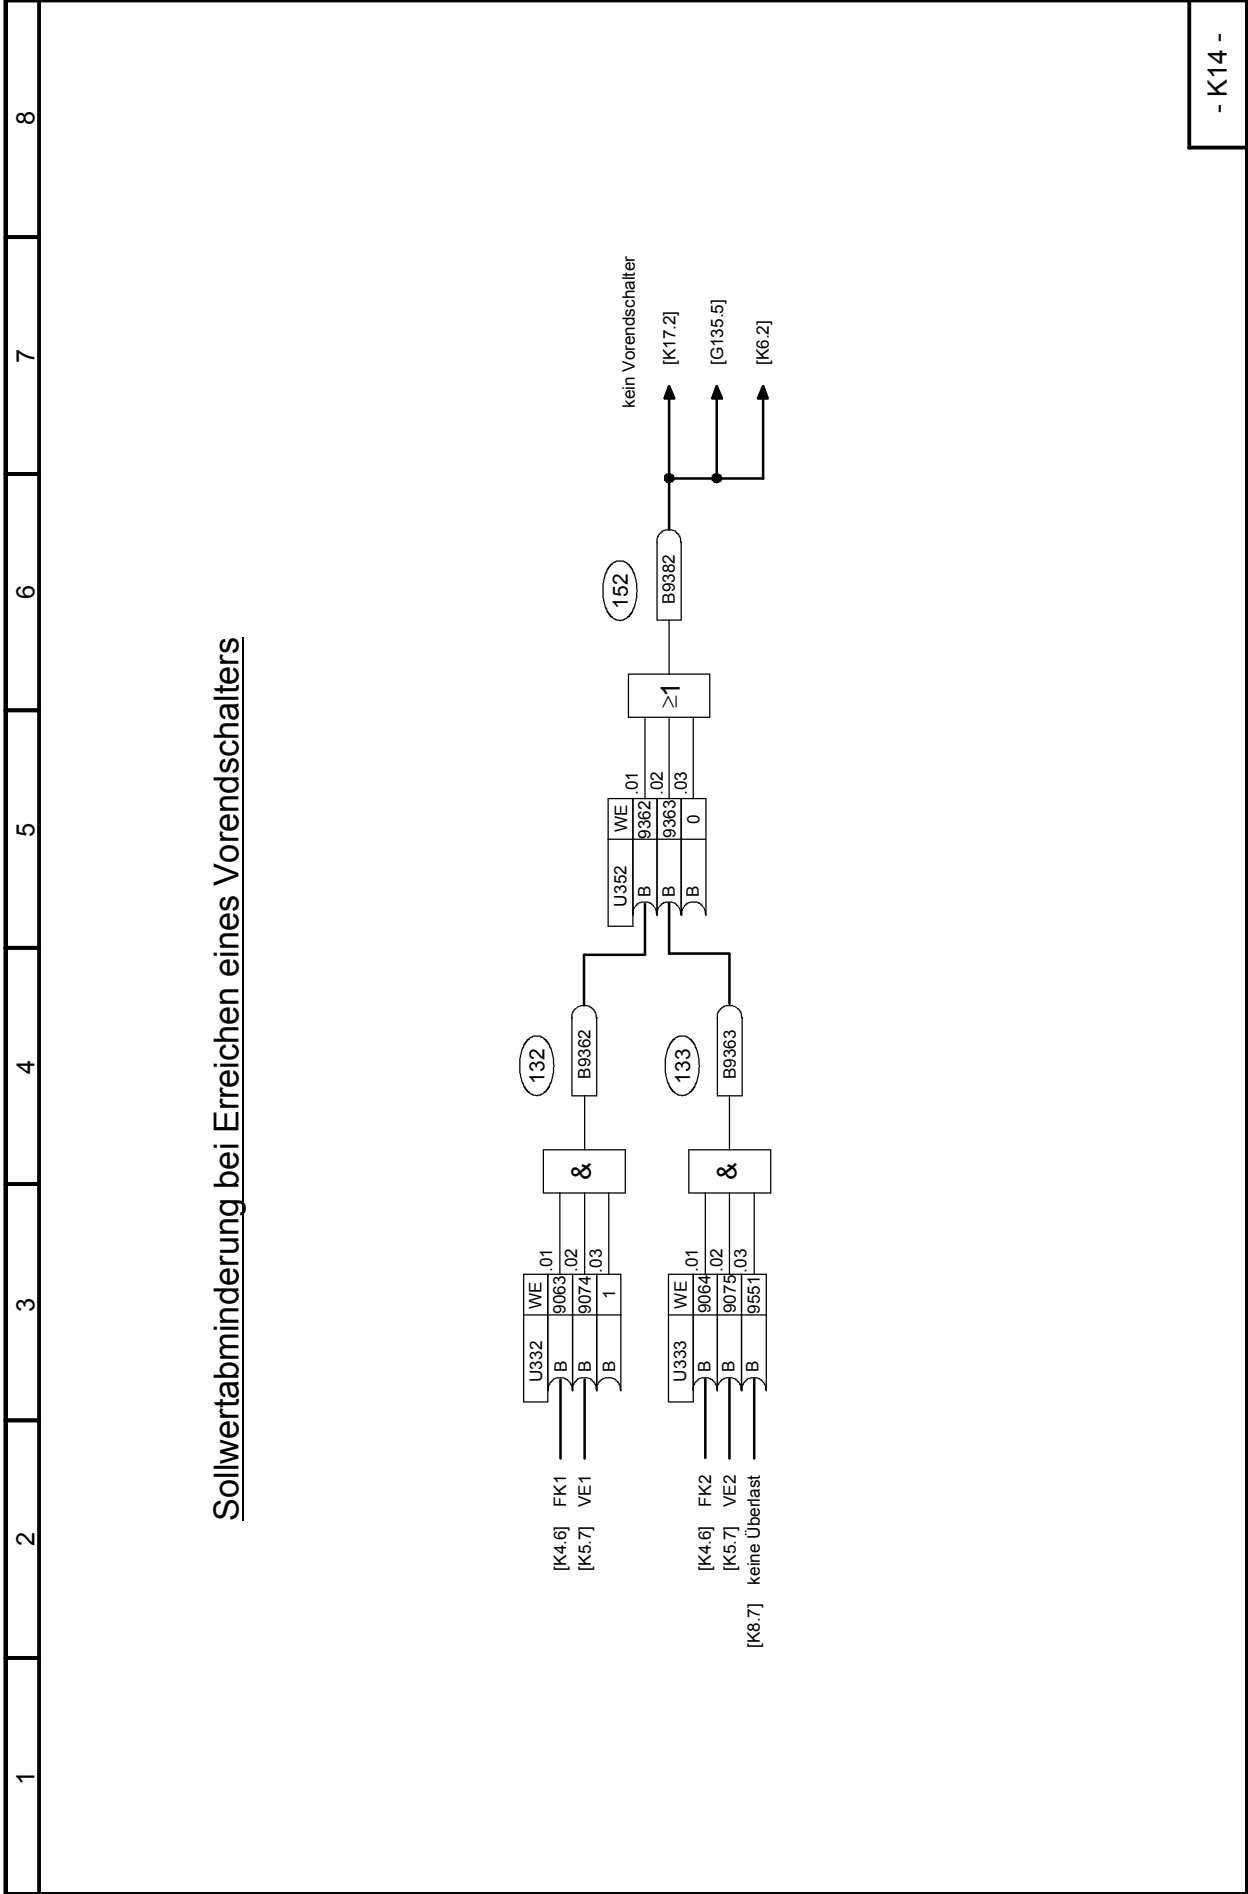 1 2 3 4 5 6 7 8
Sollwertabminderung bei Erreichen eines Vorendschalters
[K4.6] FK1
[K5.7] VE1
U332 WE
B 9063 .01
B 9074 .02
B 1 .03
&
132
B9362
[K4.6] FK2
[K5.7] VE2
[K8.7] keine Überlast
U333 WE
B 9064 .01
B 9075 .02
B 9551 .03
&
133
B9363
U352 WE
B 9362 .01
B 9363 .02
B 0 .03
≥1
152
B9382
kein Vorendschalter
[K17.2]
[G135.5]
[K6.2]
- K14 -